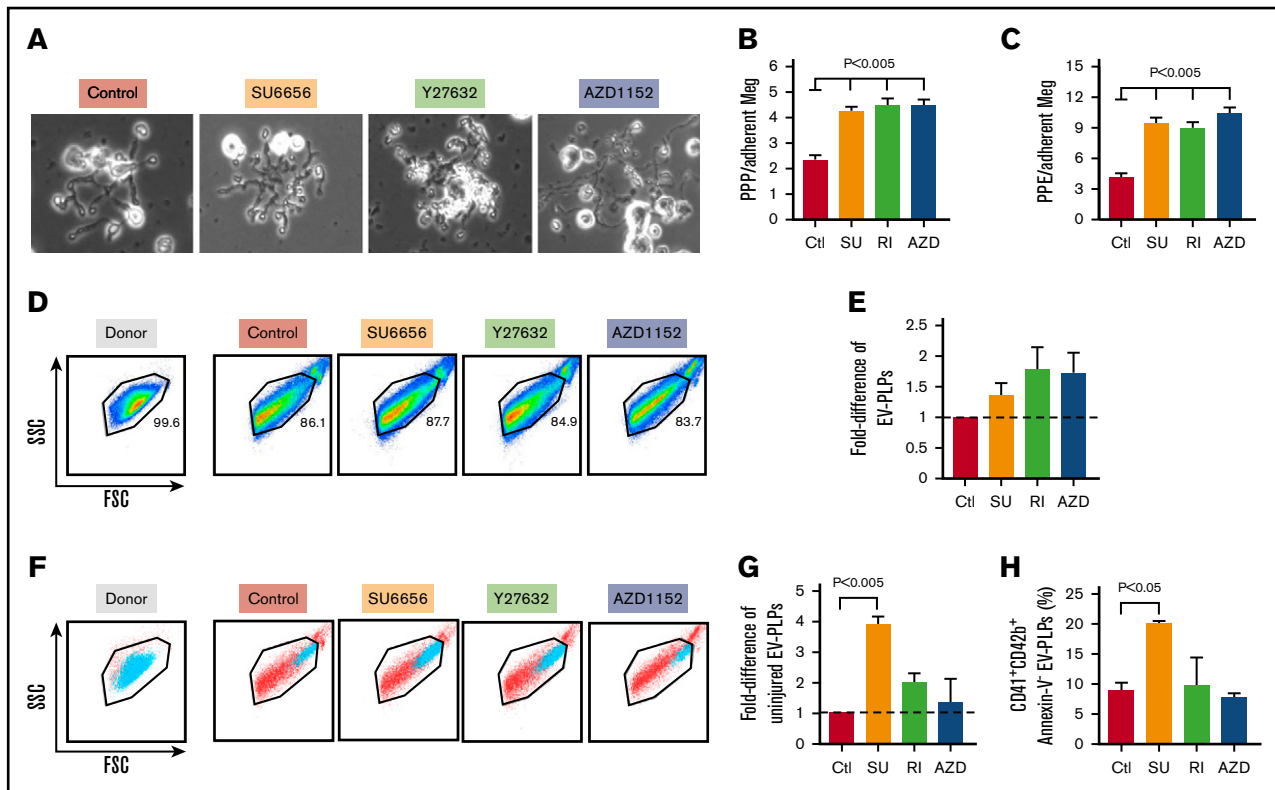 A
Control
SU6656
Y27632
AZD1152
B
PPP/adherent Meg
6
5
4
3
2
1
0
P<0.005
Ctl SU RI AZD
C
PPE/adherent Meg
15
12
9
6
3
0
P<0.005
Ctl SU RI AZD
D
Donor
Control
SU6656
Y27632
AZD1152
99.6
86.1
87.7
84.9
83.7
SSC
FSC
E
Fold-difference of
EV-PLPs
2.5
2
1.5
1
0.5
0
Ctl SU RI AZD
F
Donor
Control
SU6656
Y27632
AZD1152
SSC
FSC
G
Fold-difference of
uninjured EV-PLPs
P<0.005
5
4
3
2
1
0
Ctl SU RI AZD
H
CD41⁺CD42b⁺
Annexin-V⁻ EV-PLPs (%)
P<0.05
25
20
15
10
5
0
Ctl SU RI AZD